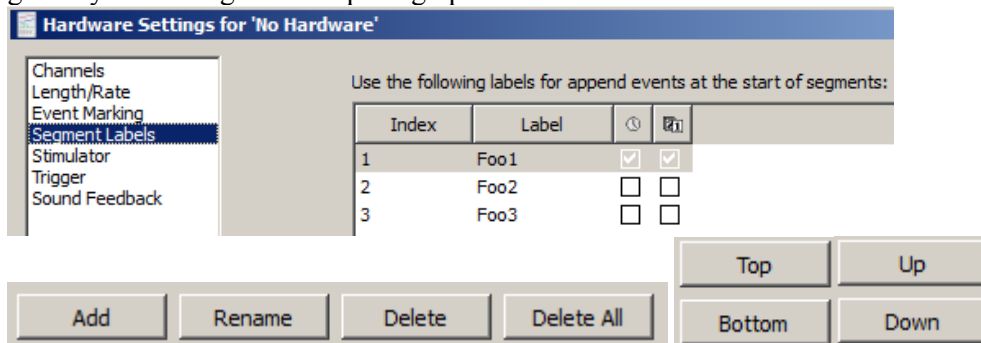 Hardware Settings for 'No Hardware'
Channels
Length/Rate
Event Marking
Segment Labels
Stimulator
Trigger
Sound Feedback
Use the following labels for append events at the start of segments:
Index Label
1 Foo1
2 Foo2
3 Foo3
Top Up
Add Rename Delete Delete All
Bottom Down